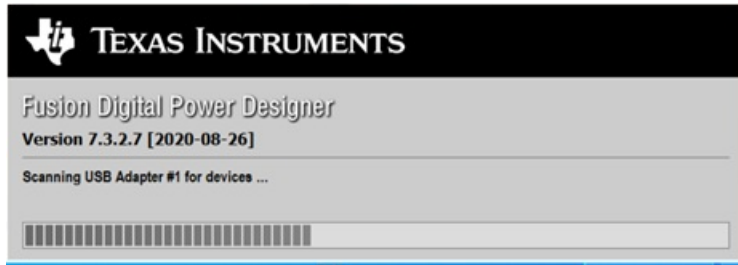 TEXAS INSTRUMENTS
Fusion Digital Power Designer
Version 7.3.2.7 [2020-08-26]
Scanning USB Adapter #1 for devices ...